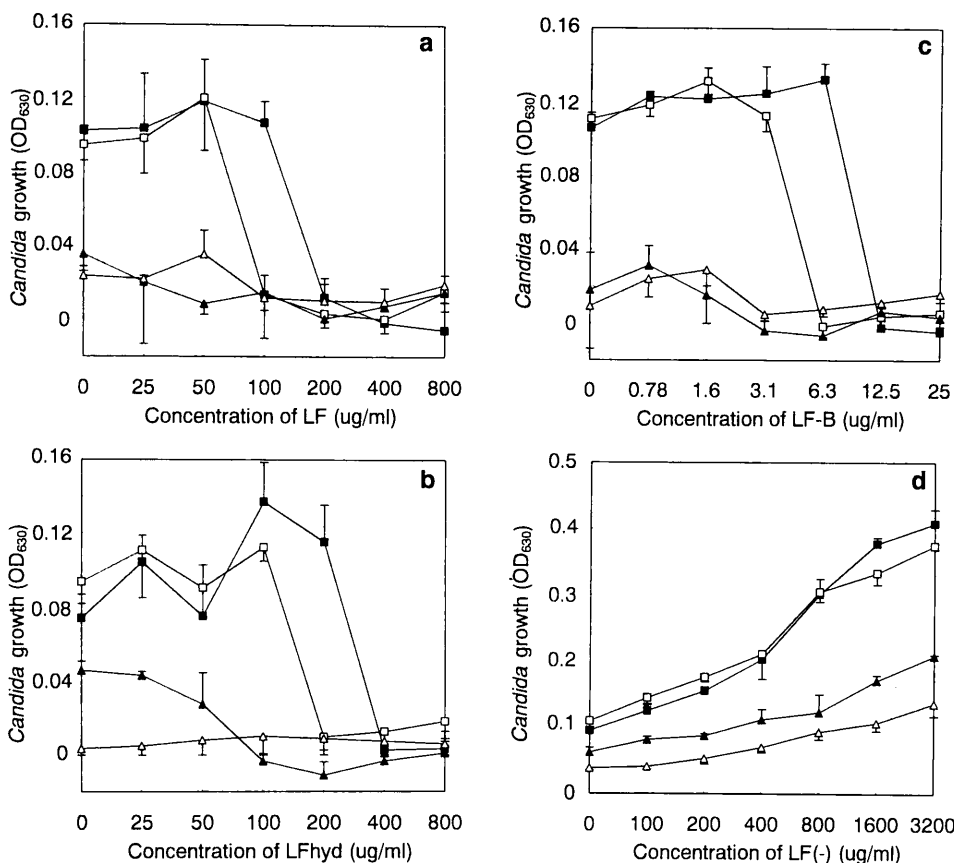 a
0.16
0.12
0.08
0.04
0
Candida growth (OD630)
0 25 50 100 200 400 800
Concentration of LF (ug/ml)
c
0.16
0.12
0.08
0.04
0
Candida growth (OD630)
0 0.78 1.6 3.1 6.3 12.5 25
Concentration of LF-B (ug/ml)
b
0.16
0.12
0.08
0.04
0
Candida growth (OD630)
0 25 50 100 200 400 800
Concentration of LFhyd (ug/ml)
d
0.5
0.4
0.3
0.2
0.1
0
Candida growth (OD630)
0 100 200 400 800 1600 3200
Concentration of LF(-) (ug/ml)